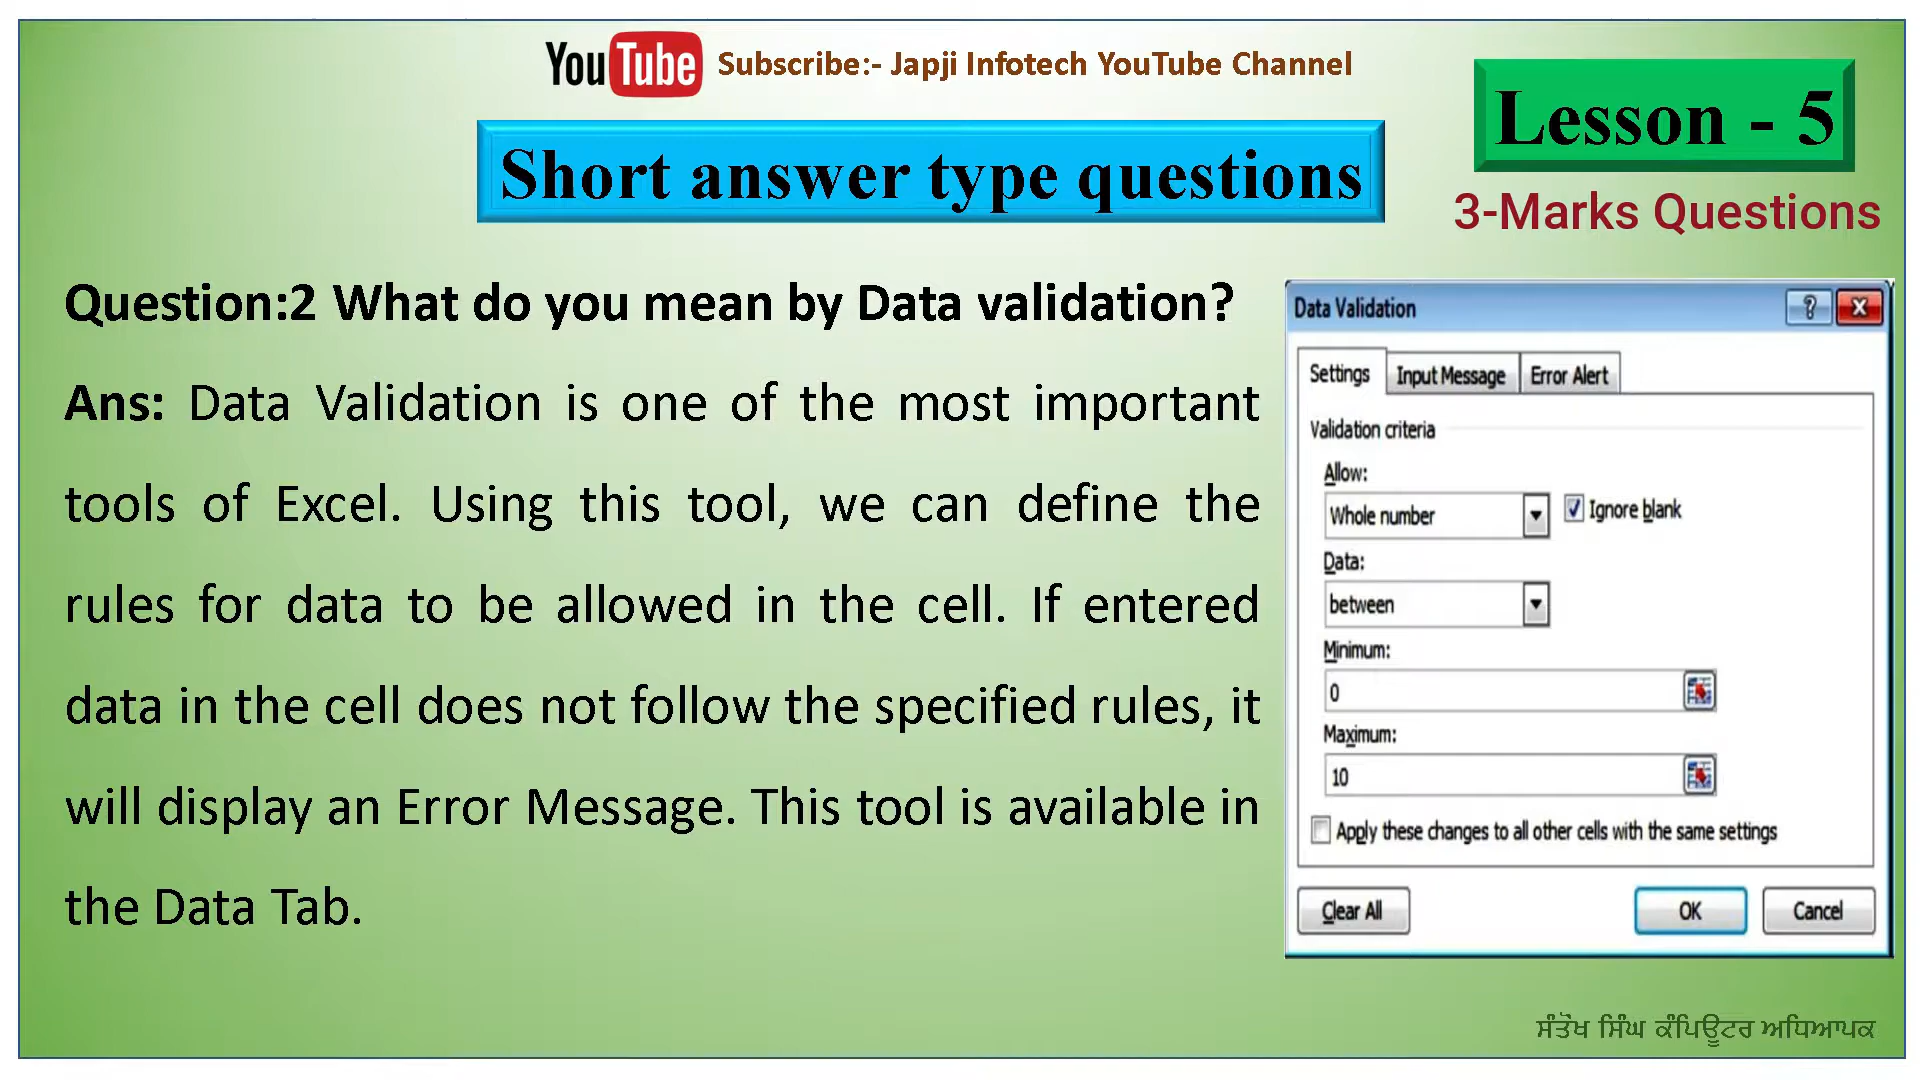 YouTube Subscribe:- Japji Infotech YouTube Channel
Lesson - 5
Short answer type questions
3-Marks Questions
Question:2 What do you mean by Data validation?
Ans: Data Validation is one of the most important
tools of Excel. Using this tool, we can define the
rules for data to be allowed in the cell. If entered
data in the cell does not follow the specified rules, it
will display an Error Message. This tool is available in
the Data Tab.
Data Validation
?
Settings Input Message Error Alert
Validation criteria
Allow:
Whole number Ignore blank
Data:
between
Minimum:
0
Maximum:
10
Apply these changes to all other cells with the same settings
Clear All OK Cancel
ਸੰਤੋਖ ਸਿੰਘ ਕੰਪਿਊਟਰ ਅਧਿਆਪਕ